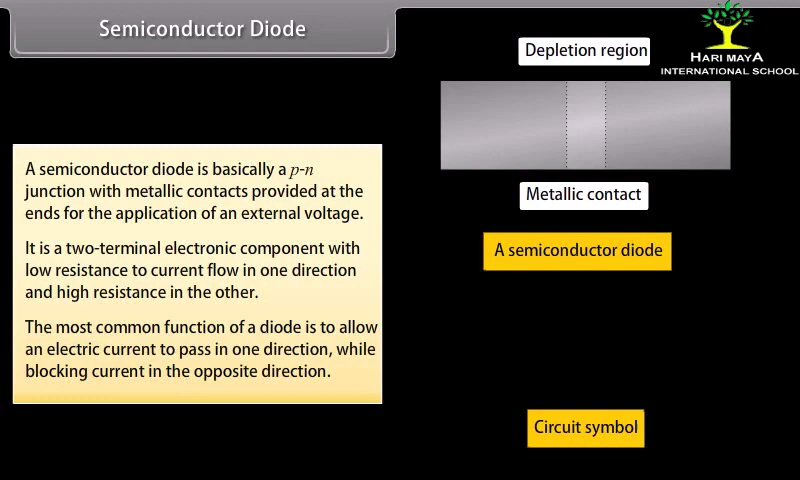 Semiconductor Diode
HARI MAYA
INTERNATIONAL SCHOOL
Depletion region
Metallic contact
A semiconductor diode
Circuit symbol
A semiconductor diode is basically a p-n
junction with metallic contacts provided at the
ends for the application of an external voltage.
It is a two-terminal electronic component with
low resistance to current flow in one direction
and high resistance in the other.
The most common function of a diode is to allow
an electric current to pass in one direction, while
blocking current in the opposite direction.